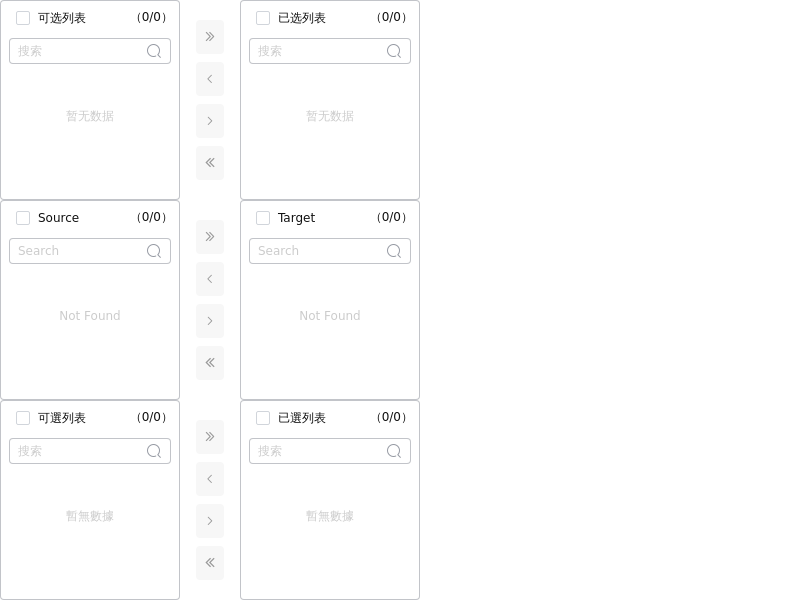 可选列表 （0/0）
搜索
暂无数据
已选列表 （0/0）
搜索
暂无数据
Source （0/0）
Search
Not Found
Target （0/0）
Search
Not Found
可選列表 （0/0）
搜索
暫無數據
已選列表 （0/0）
搜索
暫無數據